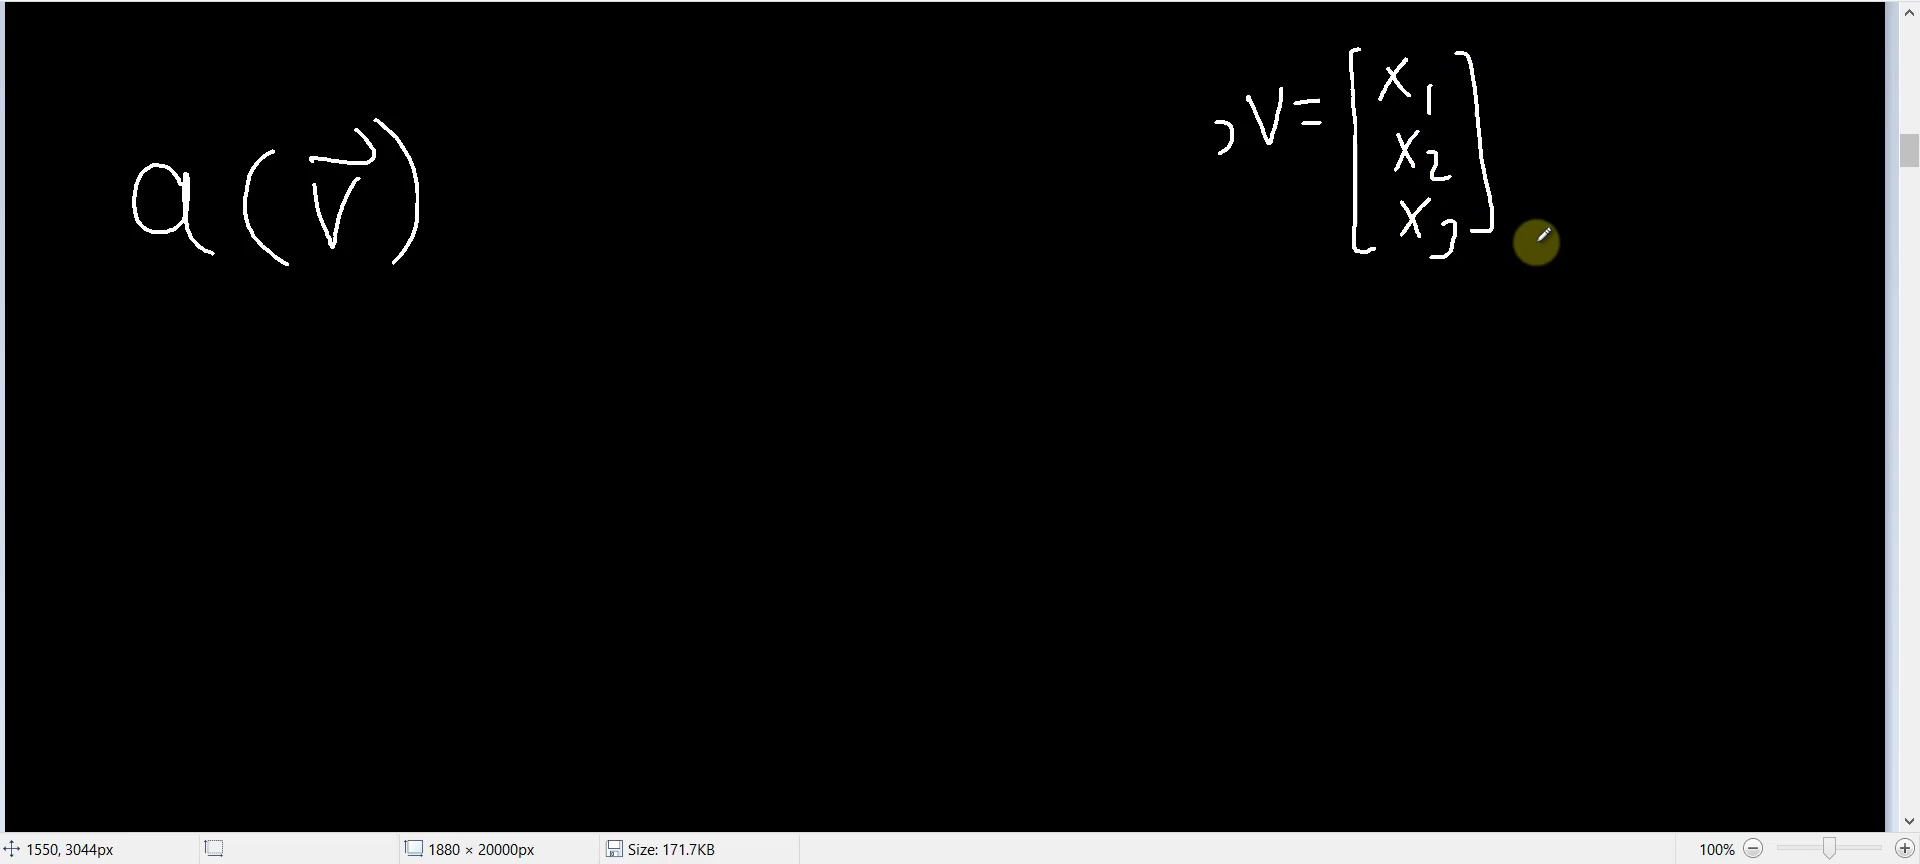 a(v⃗)
, V = [x₁
x₂
x₃]
1550, 3044px 1880 × 20000px Size: 171.7KB 100%